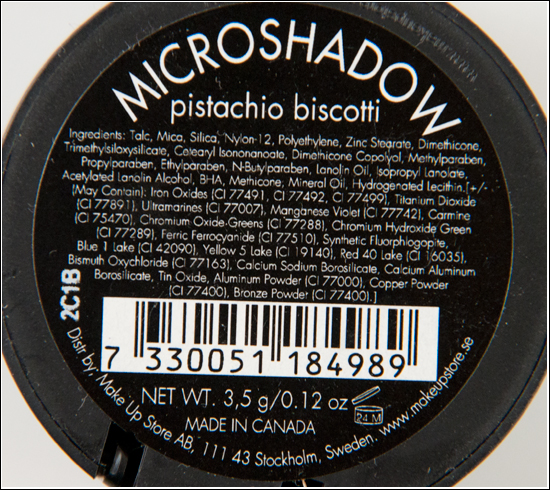 MICROSHADOW
pistachio biscotti
Ingredients: Talc, Mica, Silica, Nylon-12, Polyethylene, Zinc Stearate, Dimethicone,
Trimethylsiloxysilicate, Cetearyl Isononanoate, Dimethicone Copolyol, Methylparaben,
Propylparaben, Ethylparaben, N-Butylparaben, Lanolin Oil, Isopropyl Lanolate,
Acetylated Lanolin Alcohol, BHA, Methicone, Mineral Oil, Hydrogenated Lecithin.[+/-
(May Contain): Iron Oxides (CI 77491, CI 77492, CI 77499), Titanium Dioxide
(CI 77891), Ultramarines (CI 77007), Manganese Violet (CI 77742), Carmine
(CI 75470), Chromium Oxide-Greens (CI 77288), Chromium Hydroxide Green
(CI 77289), Ferric Ferrocyanide (CI 77510), Synthetic Fluorphlogopite,
Blue 1 Lake (CI 42090), Yellow 5 Lake (CI 19140), Red 40 Lake (CI 16035),
Bismuth Oxychloride (CI 77163), Calcium Sodium Borosilicate, Calcium Aluminum
Borosilicate, Tin Oxide, Aluminum Powder (CI 77000), Copper Powder
(CI 77400), Bronze Powder (CI 77400).]
2C1B
7 330051 184989
NET WT. 3,5 g/0.12 oz
24 M
MADE IN CANADA
Distr by: Make Up Store AB, 111 43 Stockholm, Sweden. www.makeupstore.se